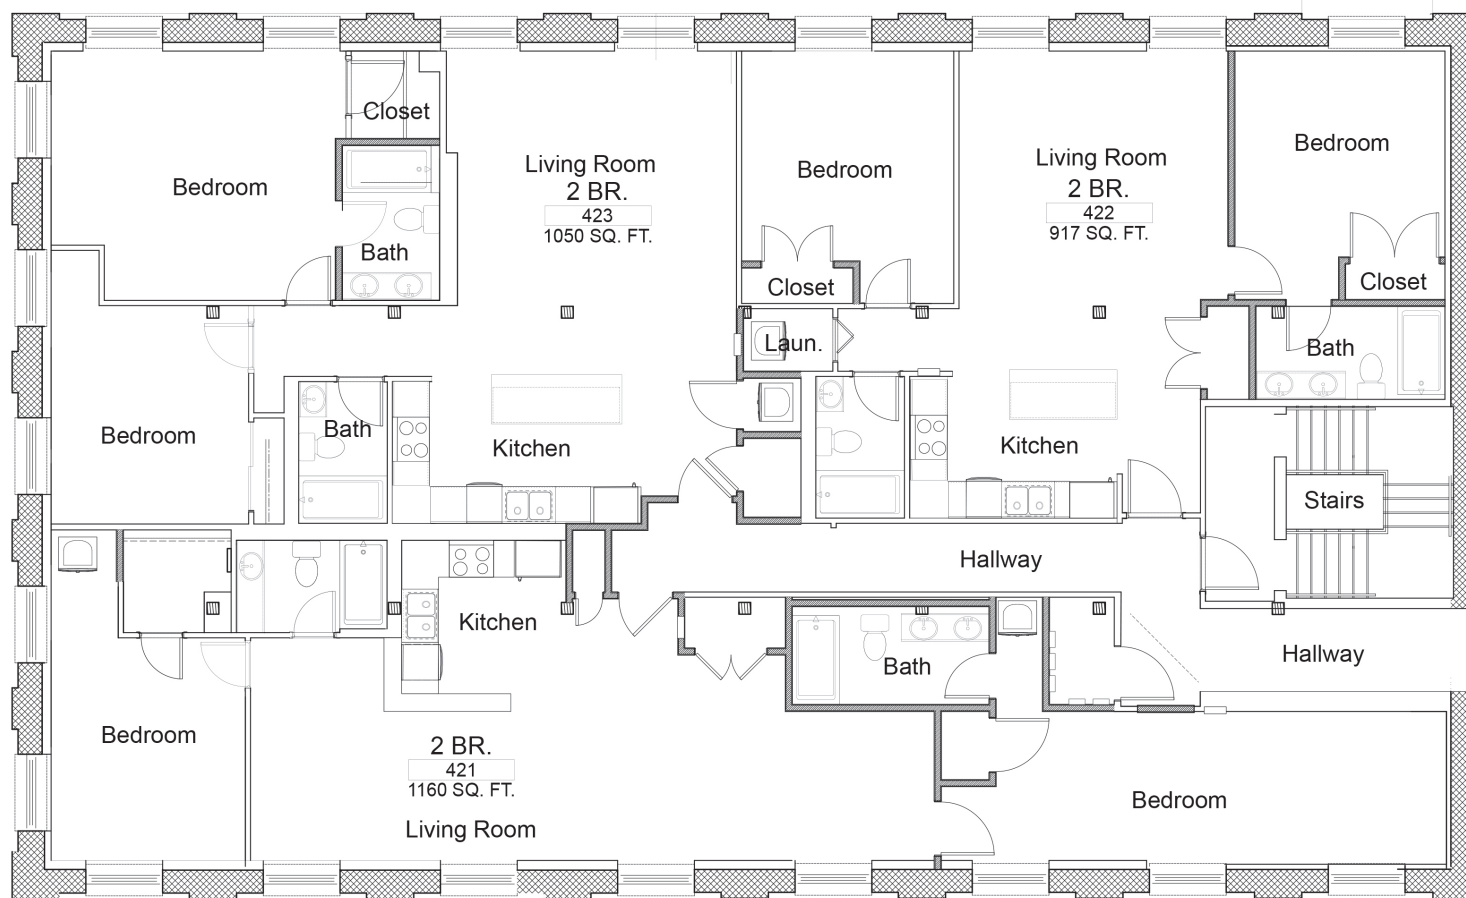 Closet
Bedroom
Bath
Living Room
2 BR.
423
1050 SQ. FT.
Bedroom
Closet
Living Room
2 BR.
422
917 SQ. FT.
Bedroom
Closet
Bath
Laun.
Bedroom
Bath
Kitchen
Kitchen
Stairs
Hallway
Kitchen
Bath
Hallway
Bedroom
2 BR.
421
1160 SQ. FT.
Living Room
Bedroom